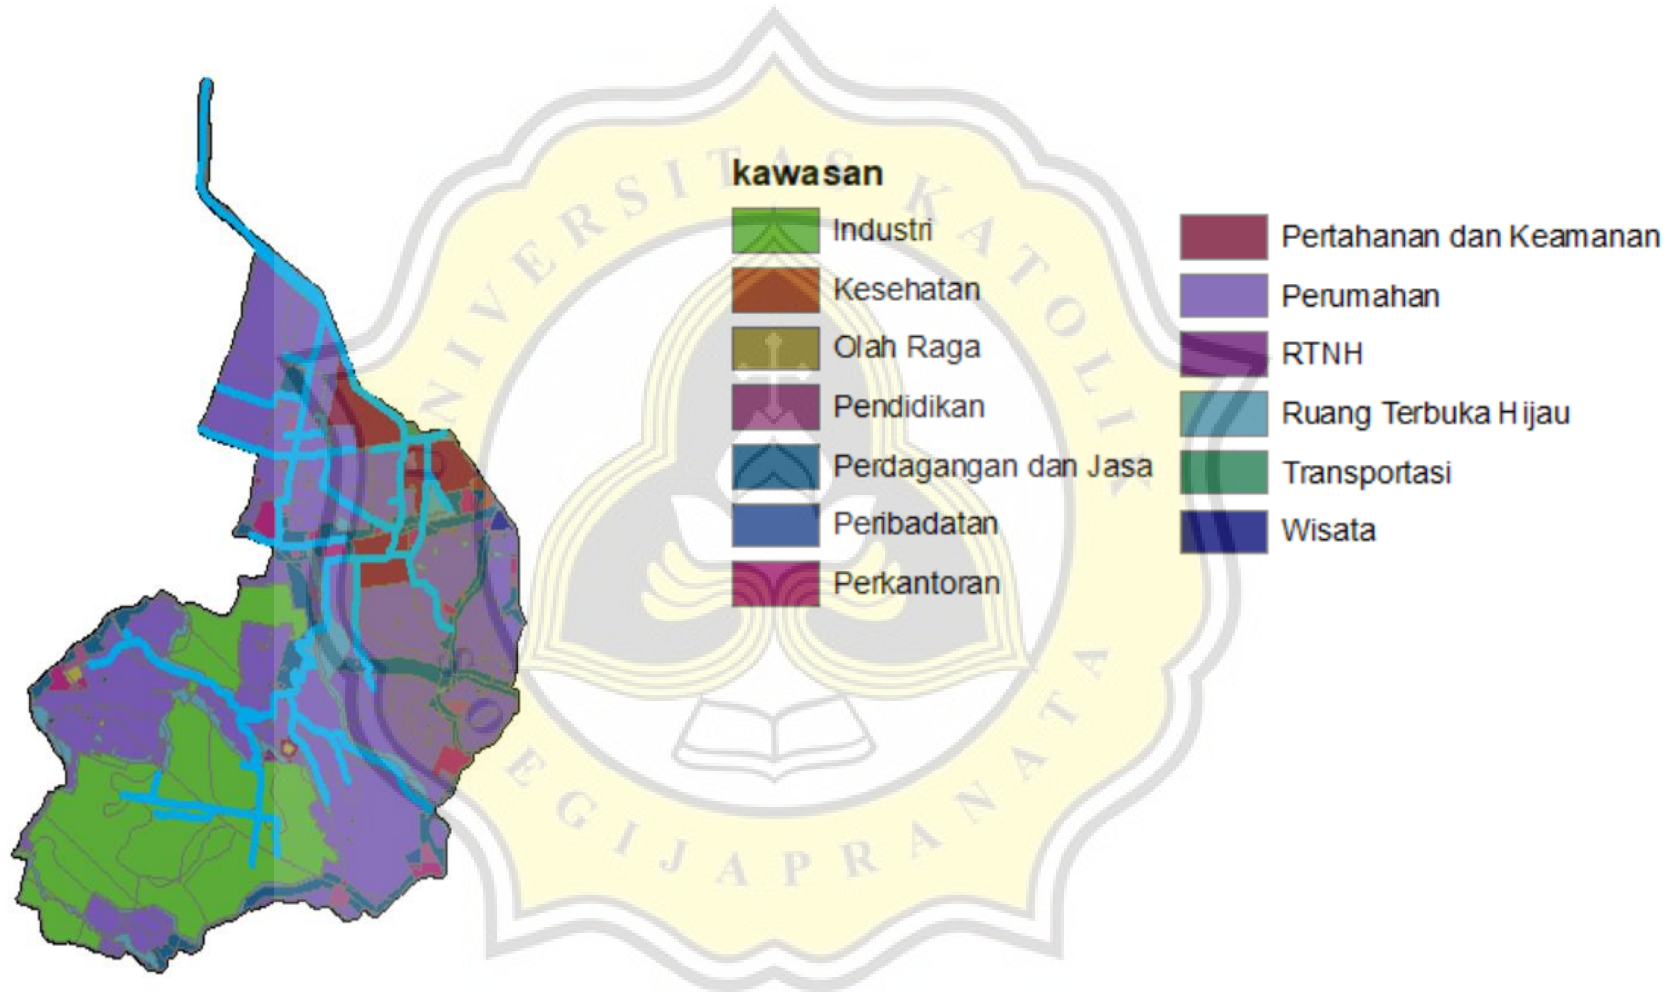 kawasan
Industri
Kesehatan
Olah Raga
Pendidikan
Perdagangan dan Jasa
Peribadatan
Perkantoran
Pertahanan dan Keamanan
Perumahan
RTNH
Ruang Terbuka Hijau
Transportasi
Wisata
UNIVERSITAS KATOLIK
SOEGIJAPRANATA